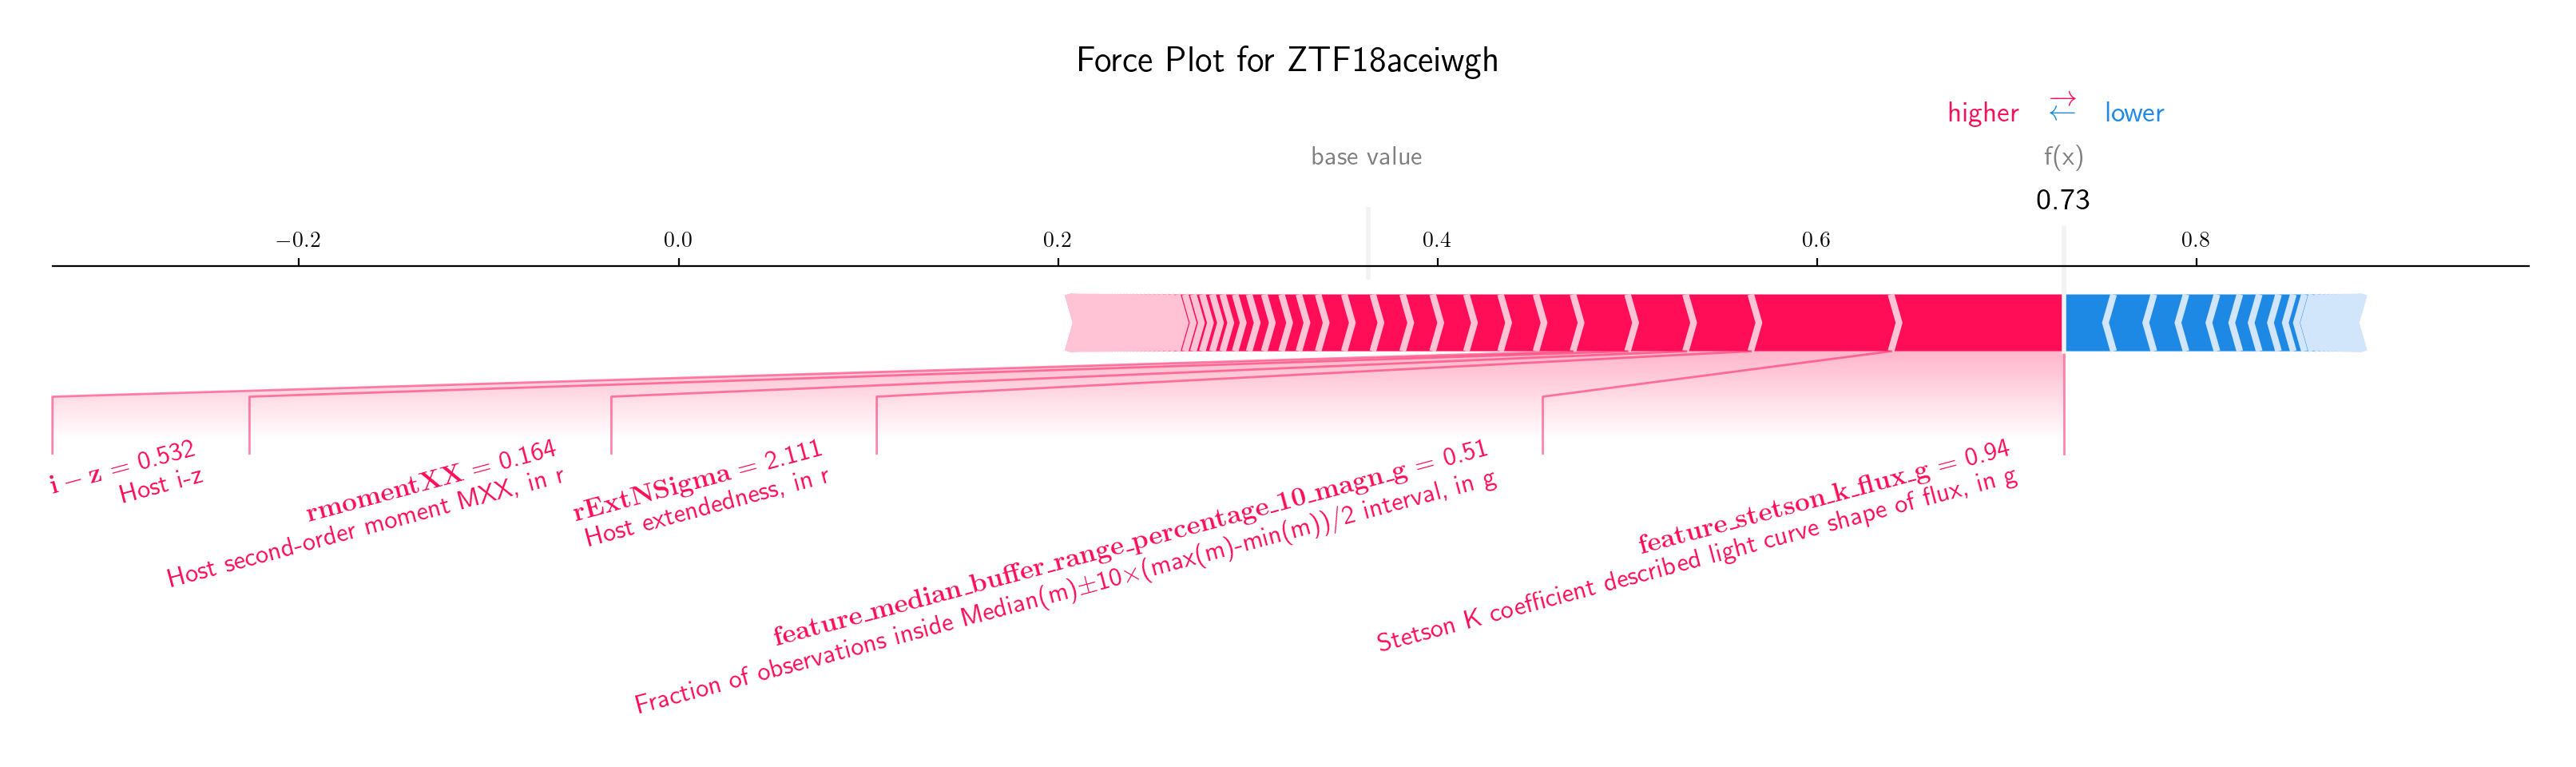 Force Plot for ZTF18aceiwgh
higher → ← lower
base value
f(x)
0.73
−0.2 0.0 0.2 0.4 0.6 0.8
i − z = 0.532
Host i-z
rmomentXX = 0.164
Host second-order moment MXX, in r
rExtNSigma = 2.111
Host extendedness, in r
feature_median_buffer_range_percentage_10_magn_g = 0.51
Fraction of observations inside Median(m)±10×(max(m)-min(m))/2 interval, in g
feature_stetson_k_flux_g = 0.94
Stetson K coefficient described light curve shape of flux, in g